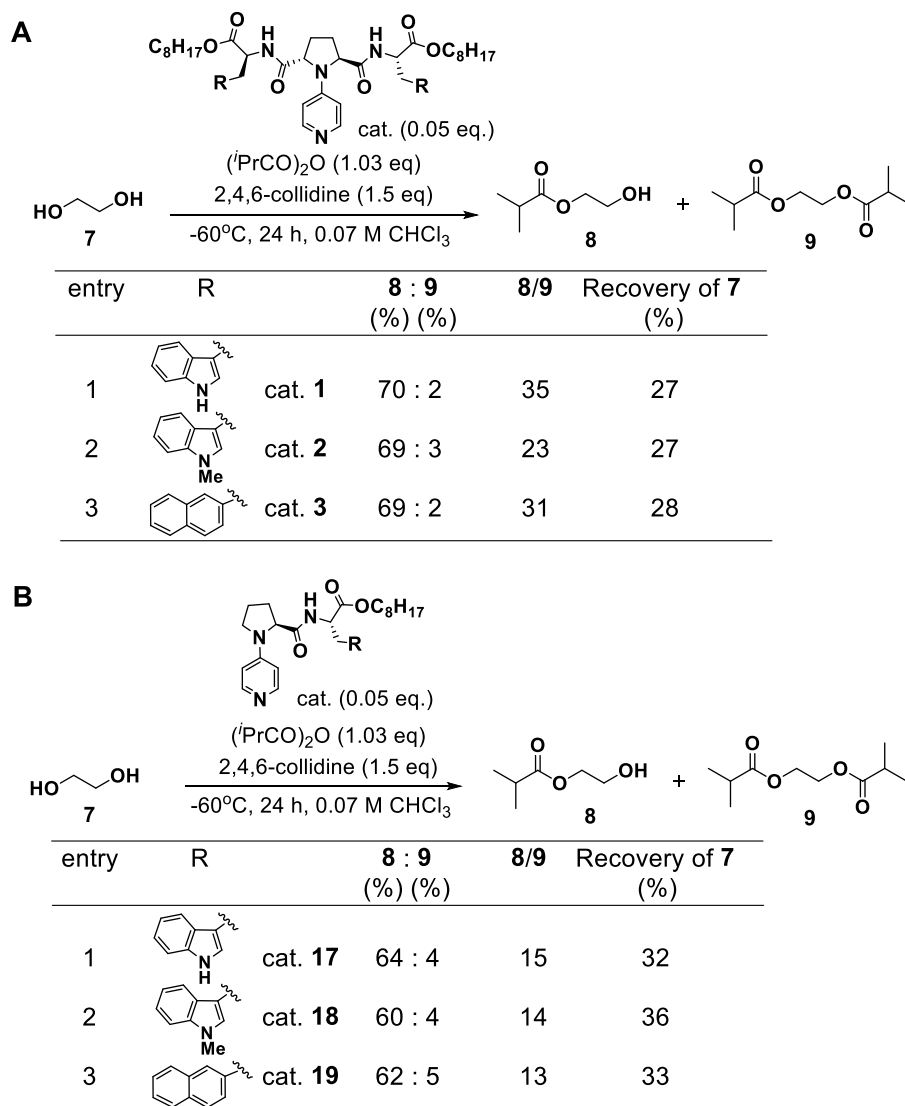 A
O
H
N
O
H
N
O
C8H17
O
OC8H17
R
O
N
O
R
N
cat. (0.05 eq.)
(iPrCO)2O (1.03 eq)
2,4,6-collidine (1.5 eq)
-60oC, 24 h, 0.07 M CHCl3
HO
OH
7
O
O
OH
8
+
O
O
O
O
9
entry R 8 : 9 8/9 Recovery of 7
(%) (%) (%)
1 N H cat. 1 70 : 2 35 27
2 N Me cat. 2 69 : 3 23 27
3 cat. 3 69 : 2 31 28
B
H
N
O
OC8H17
N
O
R
N
cat. (0.05 eq.)
(iPrCO)2O (1.03 eq)
2,4,6-collidine (1.5 eq)
-60oC, 24 h, 0.07 M CHCl3
HO
OH
7
O
O
OH
8
+
O
O
O
O
9
entry R 8 : 9 8/9 Recovery of 7
(%) (%) (%)
1 N H cat. 17 64 : 4 15 32
2 N Me cat. 18 60 : 4 14 36
3 cat. 19 62 : 5 13 33